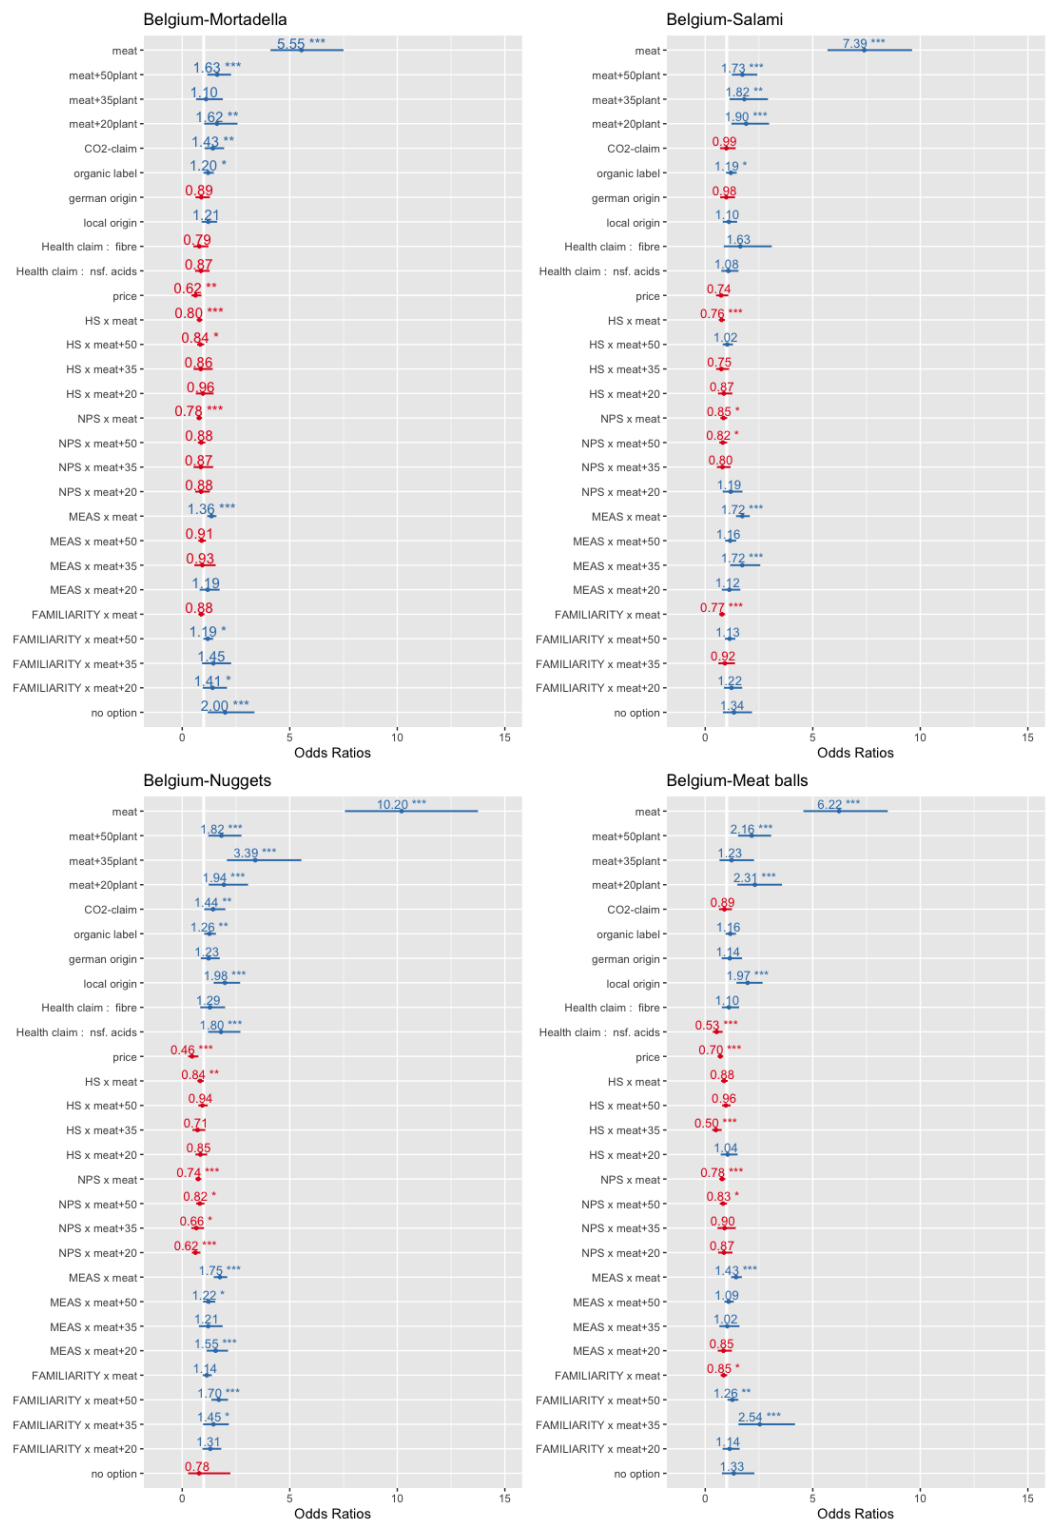 Belgium-Mortadella
meat 5.55 ***
meat+50plant 1.63 ***
meat+35plant 1.10
meat+20plant 1.62 **
CO2-claim 1.43 **
organic label 1.20 *
german origin 0.89
local origin 1.21
Health claim : fibre 0.79
Health claim : nsf. acids 0.87
price 0.62 **
HS x meat 0.80 ***
HS x meat+50 0.84 *
HS x meat+35 0.86
HS x meat+20 0.96
NPS x meat 0.78 ***
NPS x meat+50 0.88
NPS x meat+35 0.87
NPS x meat+20 0.88
MEAS x meat 1.36 ***
MEAS x meat+50 0.91
MEAS x meat+35 0.93
MEAS x meat+20 1.19
FAMILIARITY x meat 0.88
FAMILIARITY x meat+50 1.19 *
FAMILIARITY x meat+35 1.45
FAMILIARITY x meat+20 1.41 *
no option 2.00 ***
0 5 10 15
Odds Ratios
Belgium-Salami
meat 7.39 ***
meat+50plant 1.73 ***
meat+35plant 1.82 **
meat+20plant 1.90 ***
CO2-claim 0.99
organic label 1.19 *
german origin 0.98
local origin 1.10
Health claim : fibre 1.63
Health claim : nsf. acids 1.08
price 0.74
HS x meat 0.76 ***
HS x meat+50 1.02
HS x meat+35 0.75
HS x meat+20 0.87
NPS x meat 0.85 *
NPS x meat+50 0.82 *
NPS x meat+35 0.80
NPS x meat+20 1.19
MEAS x meat 1.72 ***
MEAS x meat+50 1.16
MEAS x meat+35 1.72 ***
MEAS x meat+20 1.12
FAMILIARITY x meat 0.77 ***
FAMILIARITY x meat+50 1.13
FAMILIARITY x meat+35 0.92
FAMILIARITY x meat+20 1.22
no option 1.34
0 5 10 15
Odds Ratios
Belgium-Nuggets
meat 10.20 ***
meat+50plant 1.82 ***
meat+35plant 3.39 ***
meat+20plant 1.94 ***
CO2-claim 1.44 **
organic label 1.26 **
german origin 1.23
local origin 1.98 ***
Health claim : fibre 1.29
Health claim : nsf. acids 1.80 ***
price 0.46 ***
HS x meat 0.84 **
HS x meat+50 0.94
HS x meat+35 0.71
HS x meat+20 0.85
NPS x meat 0.74 ***
NPS x meat+50 0.82 *
NPS x meat+35 0.66 *
NPS x meat+20 0.62 ***
MEAS x meat 1.75 ***
MEAS x meat+50 1.22 *
MEAS x meat+35 1.21
MEAS x meat+20 1.55 ***
FAMILIARITY x meat 1.14
FAMILIARITY x meat+50 1.70 ***
FAMILIARITY x meat+35 1.45 *
FAMILIARITY x meat+20 1.31
no option 0.78
0 5 10 15
Odds Ratios
Belgium-Meat balls
meat 6.22 ***
meat+50plant 2.16 ***
meat+35plant 1.23
meat+20plant 2.31 ***
CO2-claim 0.89
organic label 1.16
german origin 1.14
local origin 1.97 ***
Health claim : fibre 1.10
Health claim : nsf. acids 0.53 ***
price 0.70 ***
HS x meat 0.88
HS x meat+50 0.96
HS x meat+35 0.50 ***
HS x meat+20 1.04
NPS x meat 0.78 ***
NPS x meat+50 0.83 *
NPS x meat+35 0.90
NPS x meat+20 0.87
MEAS x meat 1.43 ***
MEAS x meat+50 1.09
MEAS x meat+35 1.02
MEAS x meat+20 0.85
FAMILIARITY x meat 0.85 *
FAMILIARITY x meat+50 1.26 **
FAMILIARITY x meat+35 2.54 ***
FAMILIARITY x meat+20 1.14
no option 1.33
0 5 10 15
Odds Ratios